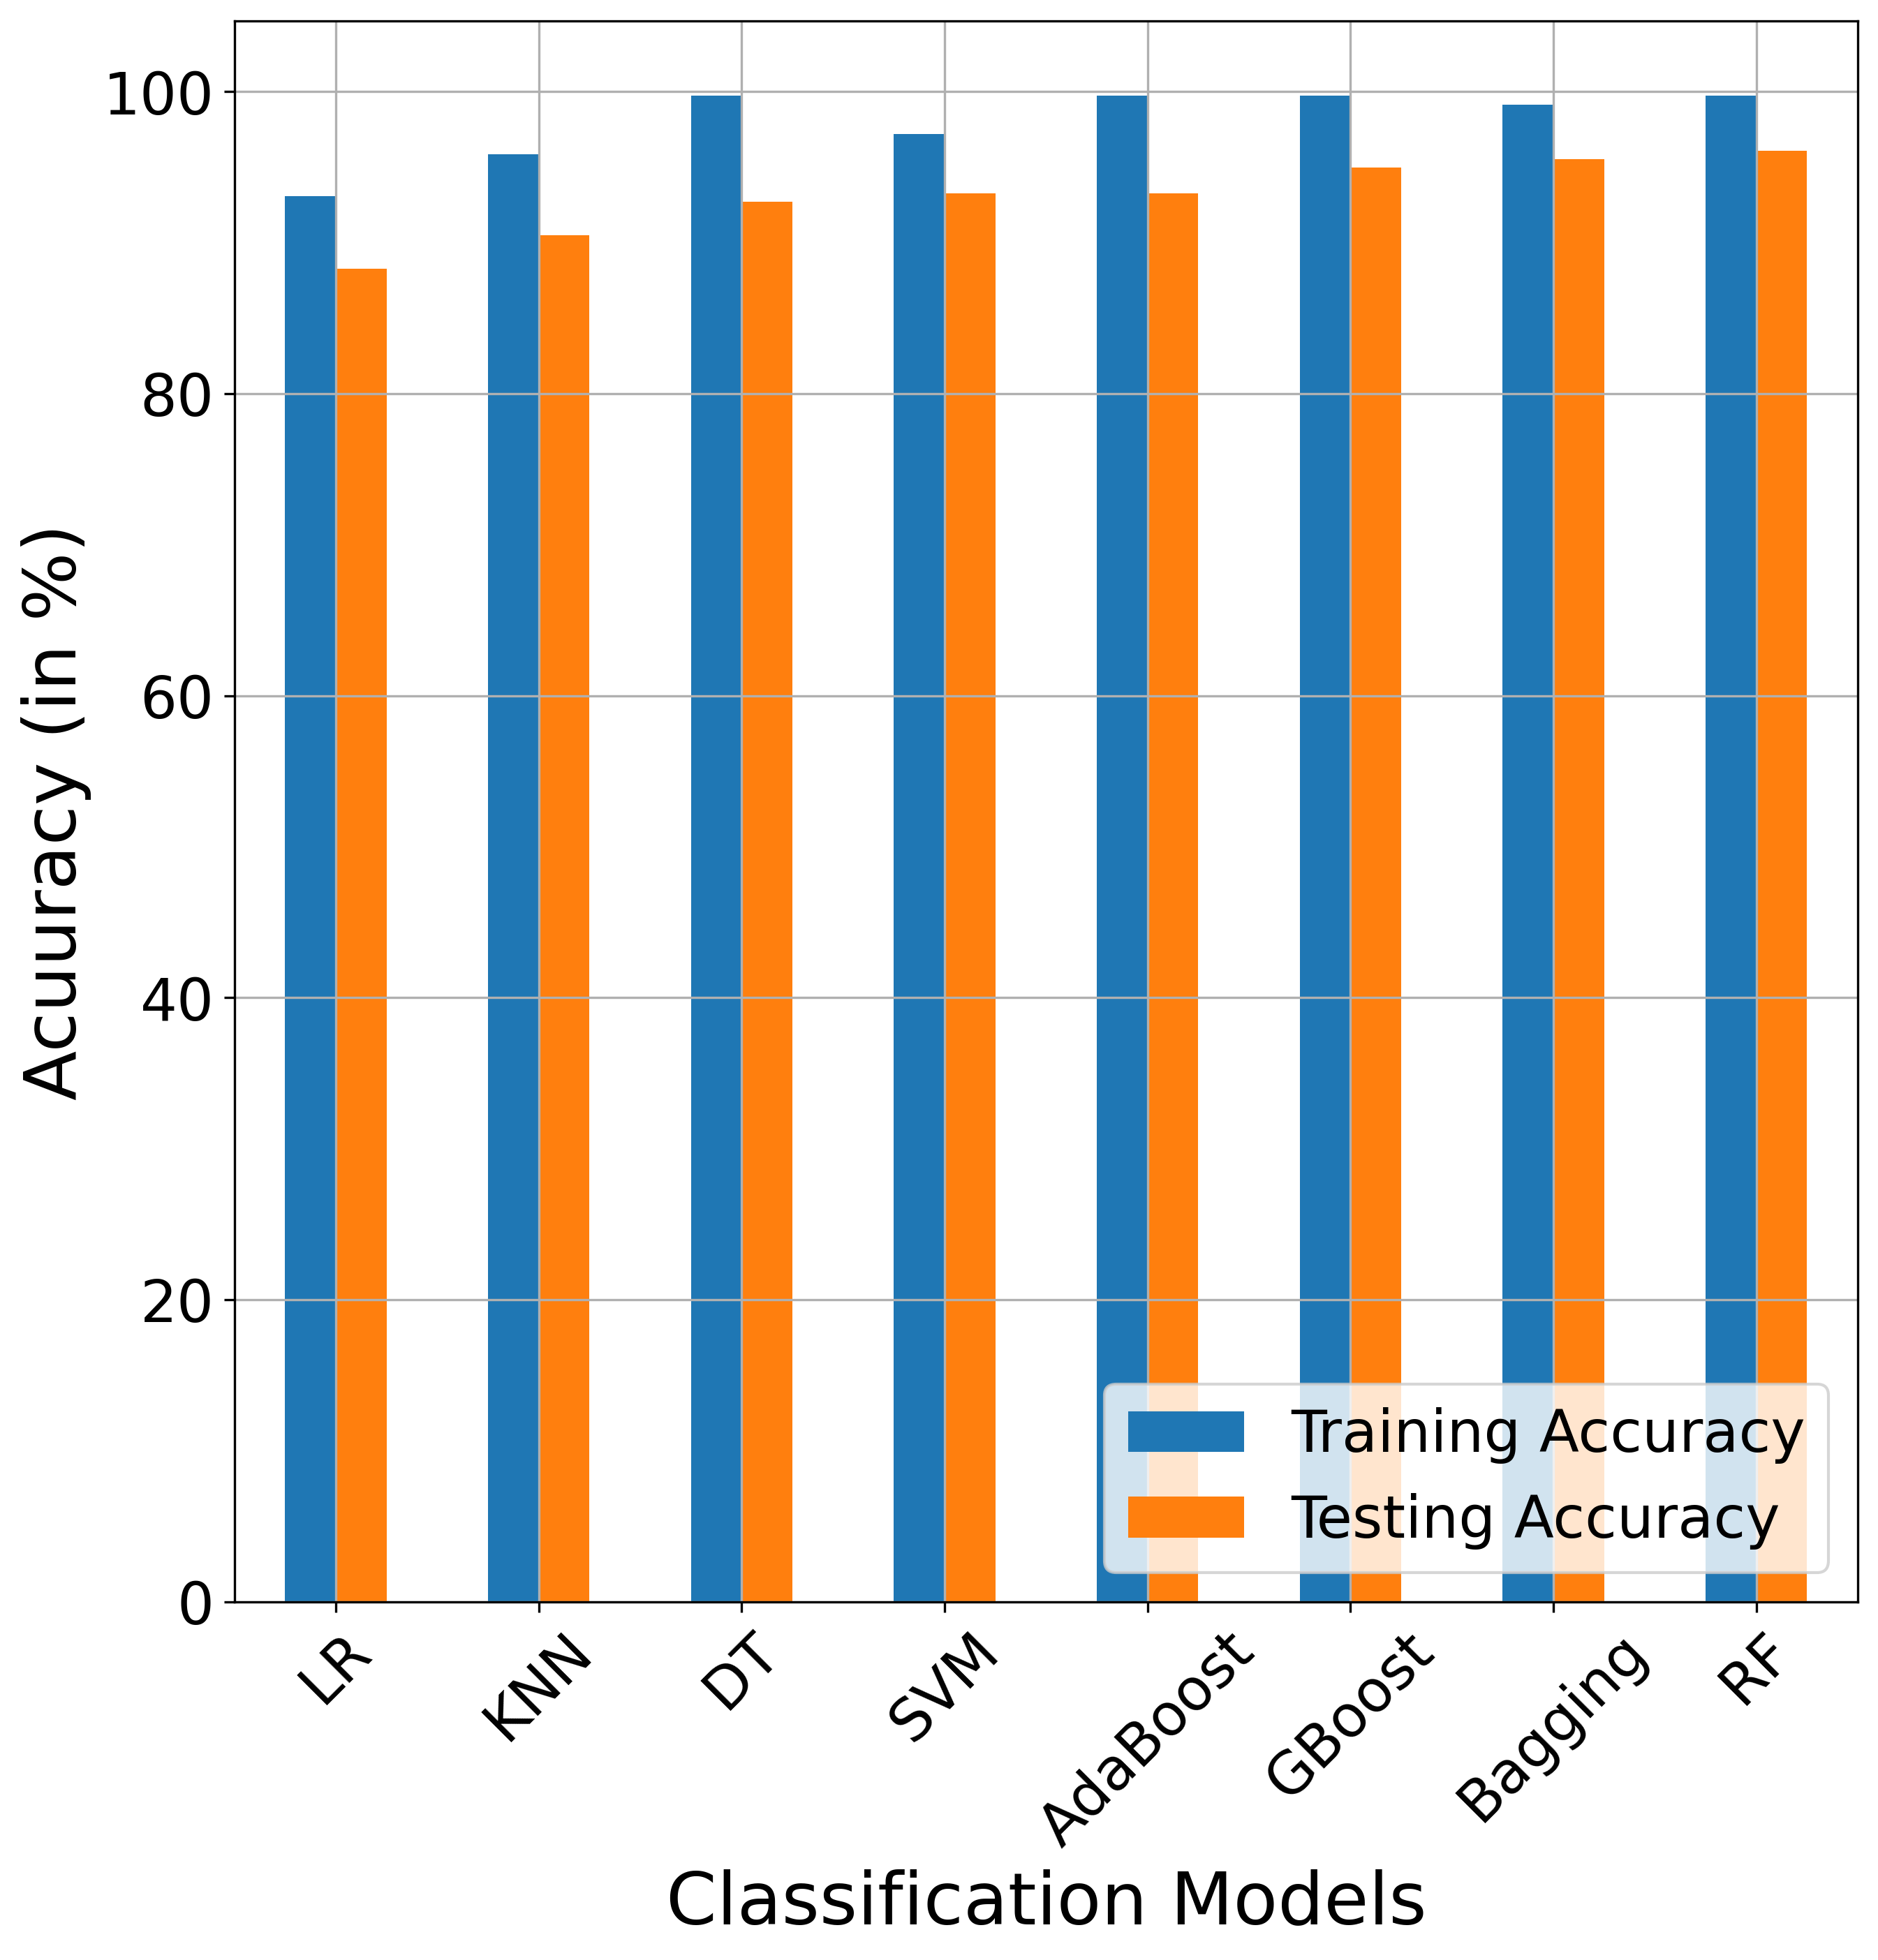 100
80
60
40
20
0
Acuuracy (in %)
Training Accuracy
Testing Accuracy
LR
KNN
DT
SVM
AdaBoost
GBoost
Bagging
RF
Classification Models